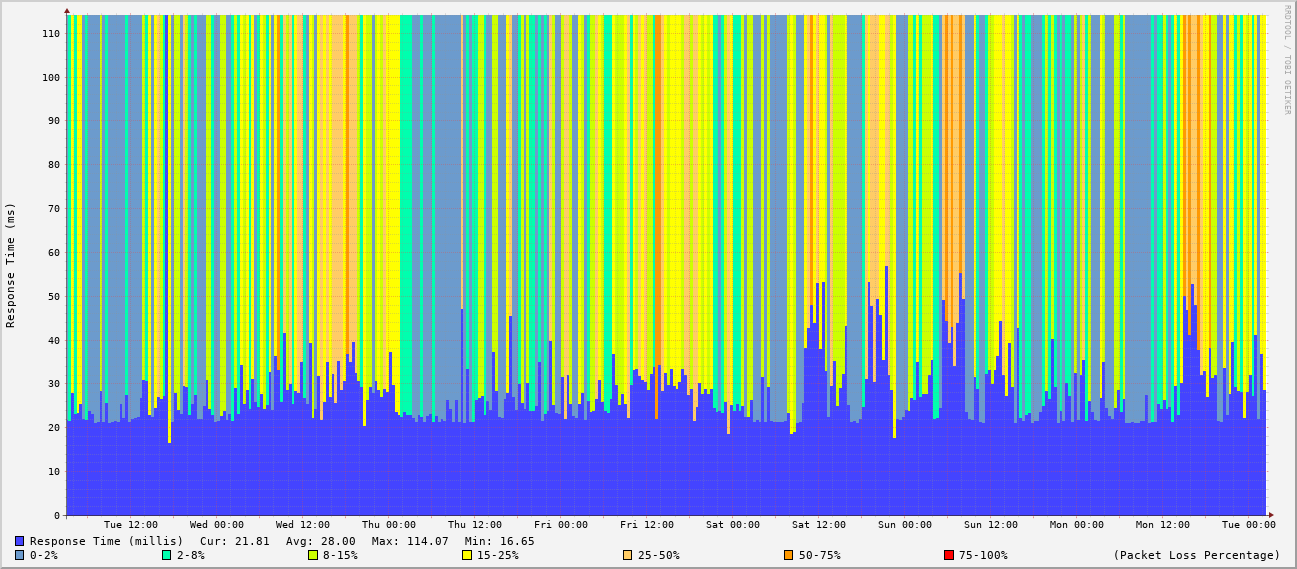 RRDTOOL / TOBI OETIKER
Response Time (ms)
110
100
90
80
70
60
50
40
30
20
10
0
Tue 12:00 Wed 00:00 Wed 12:00 Thu 00:00 Thu 12:00 Fri 00:00 Fri 12:00 Sat 00:00 Sat 12:00 Sun 00:00 Sun 12:00 Mon 00:00 Mon 12:00 Tue 00:00
Response Time (millis) Cur: 21.81 Avg: 28.00 Max: 114.07 Min: 16.65
0-2% 2-8% 8-15% 15-25% 25-50% 50-75% 75-100% (Packet Loss Percentage)